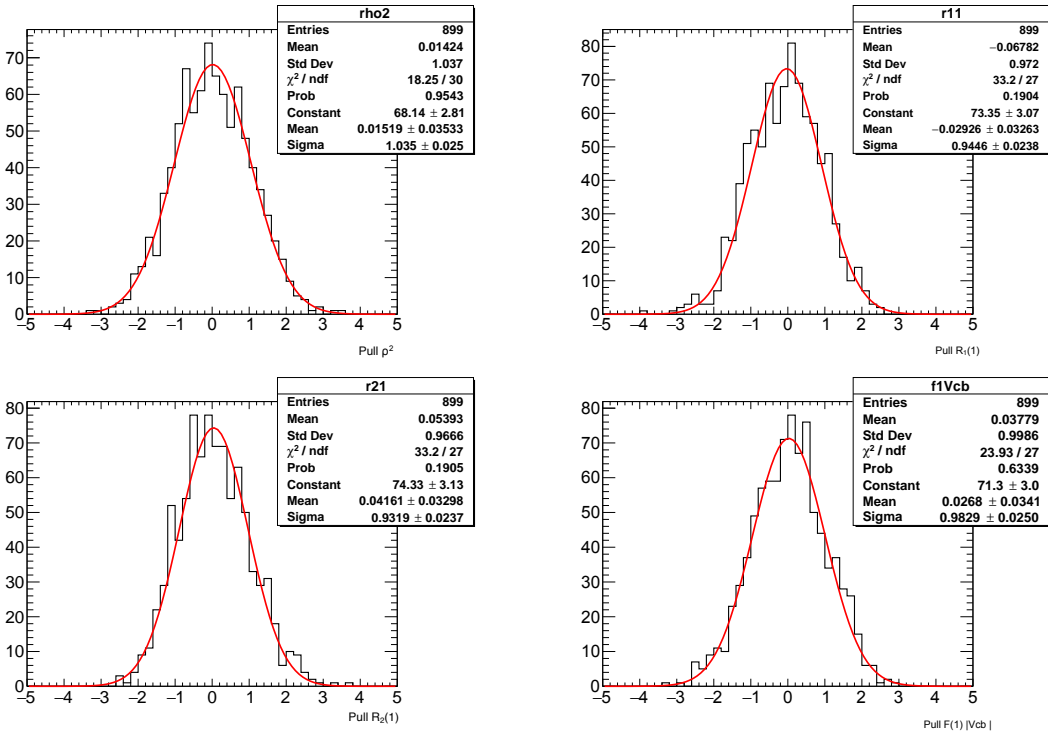 rho2
Entries 899
Mean 0.01424
Std Dev 1.037
χ² / ndf 18.25 / 30
Prob 0.9543
Constant 68.14 ± 2.81
Mean 0.01519 ± 0.03533
Sigma 1.035 ± 0.025
70
60
50
40
30
20
10
0
−5 −4 −3 −2 −1 0 1 2 3 4 5
Pull ρ²
r11
Entries 899
Mean −0.06782
Std Dev 0.972
χ² / ndf 33.2 / 27
Prob 0.1904
Constant 73.35 ± 3.07
Mean −0.02926 ± 0.03263
Sigma 0.9446 ± 0.0238
80
70
60
50
40
30
20
10
0
−5 −4 −3 −2 −1 0 1 2 3 4 5
Pull R₁(1)
r21
Entries 899
Mean 0.05393
Std Dev 0.9666
χ² / ndf 33.2 / 27
Prob 0.1905
Constant 74.33 ± 3.13
Mean 0.04161 ± 0.03298
Sigma 0.9319 ± 0.0237
80
70
60
50
40
30
20
10
0
−5 −4 −3 −2 −1 0 1 2 3 4 5
Pull R₂(1)
f1Vcb
Entries 899
Mean 0.03779
Std Dev 0.9986
χ² / ndf 23.93 / 27
Prob 0.6339
Constant 71.3 ± 3.0
Mean 0.0268 ± 0.0341
Sigma 0.9829 ± 0.0250
80
70
60
50
40
30
20
10
0
−5 −4 −3 −2 −1 0 1 2 3 4 5
Pull F(1) |Vcb |